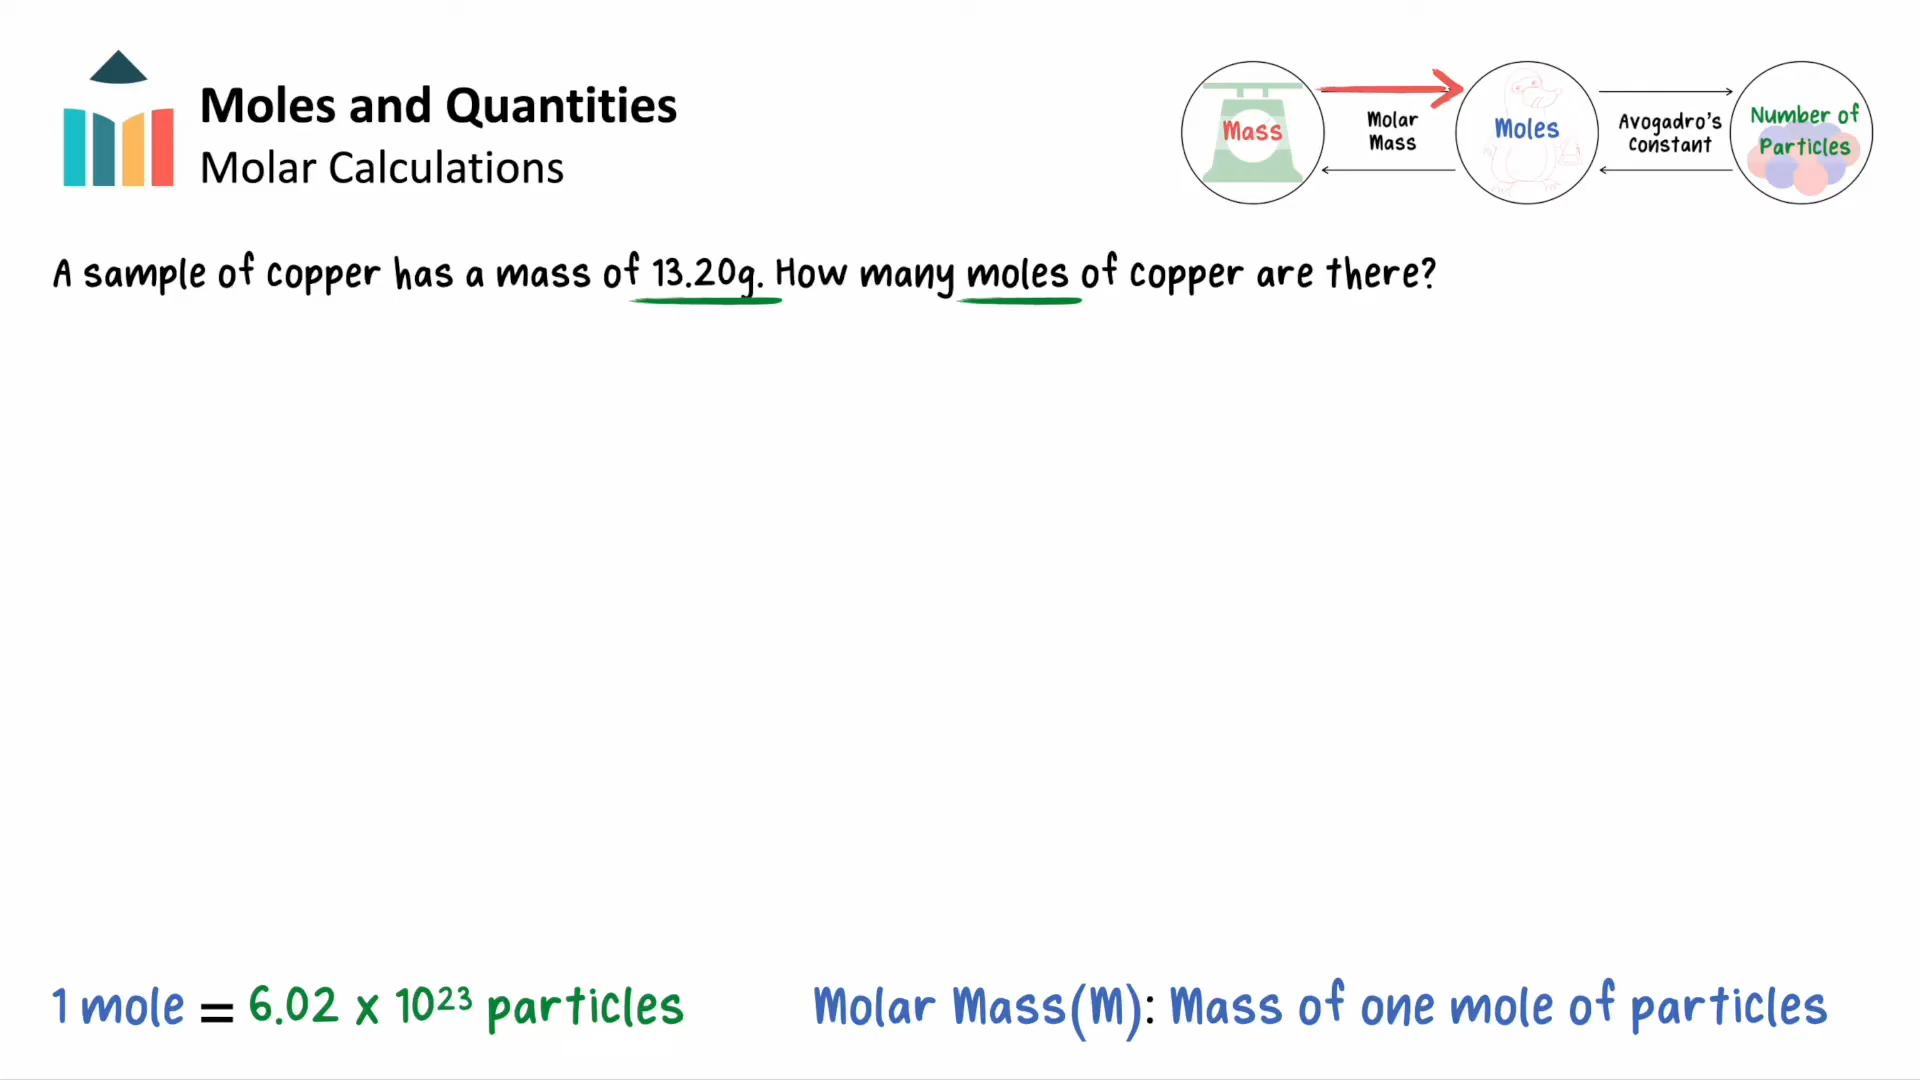 Moles and Quantities
Molar Calculations
Mass
Molar
Mass
Moles
Avogadro's
Constant
Number of
Particles
A sample of copper has a mass of 13.20g. How many moles of copper are there?
1 mole = 6.02 x 10²³ particles
Molar Mass(M): Mass of one mole of particles